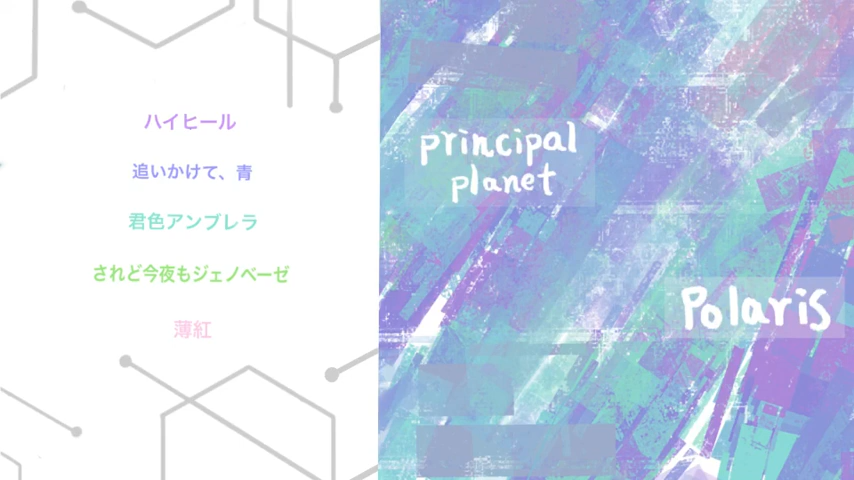 ハイヒール
追いかけて、青
君色アンブレラ
されど今夜もジェノベーゼ
薄紅
principal
planet
Polaris